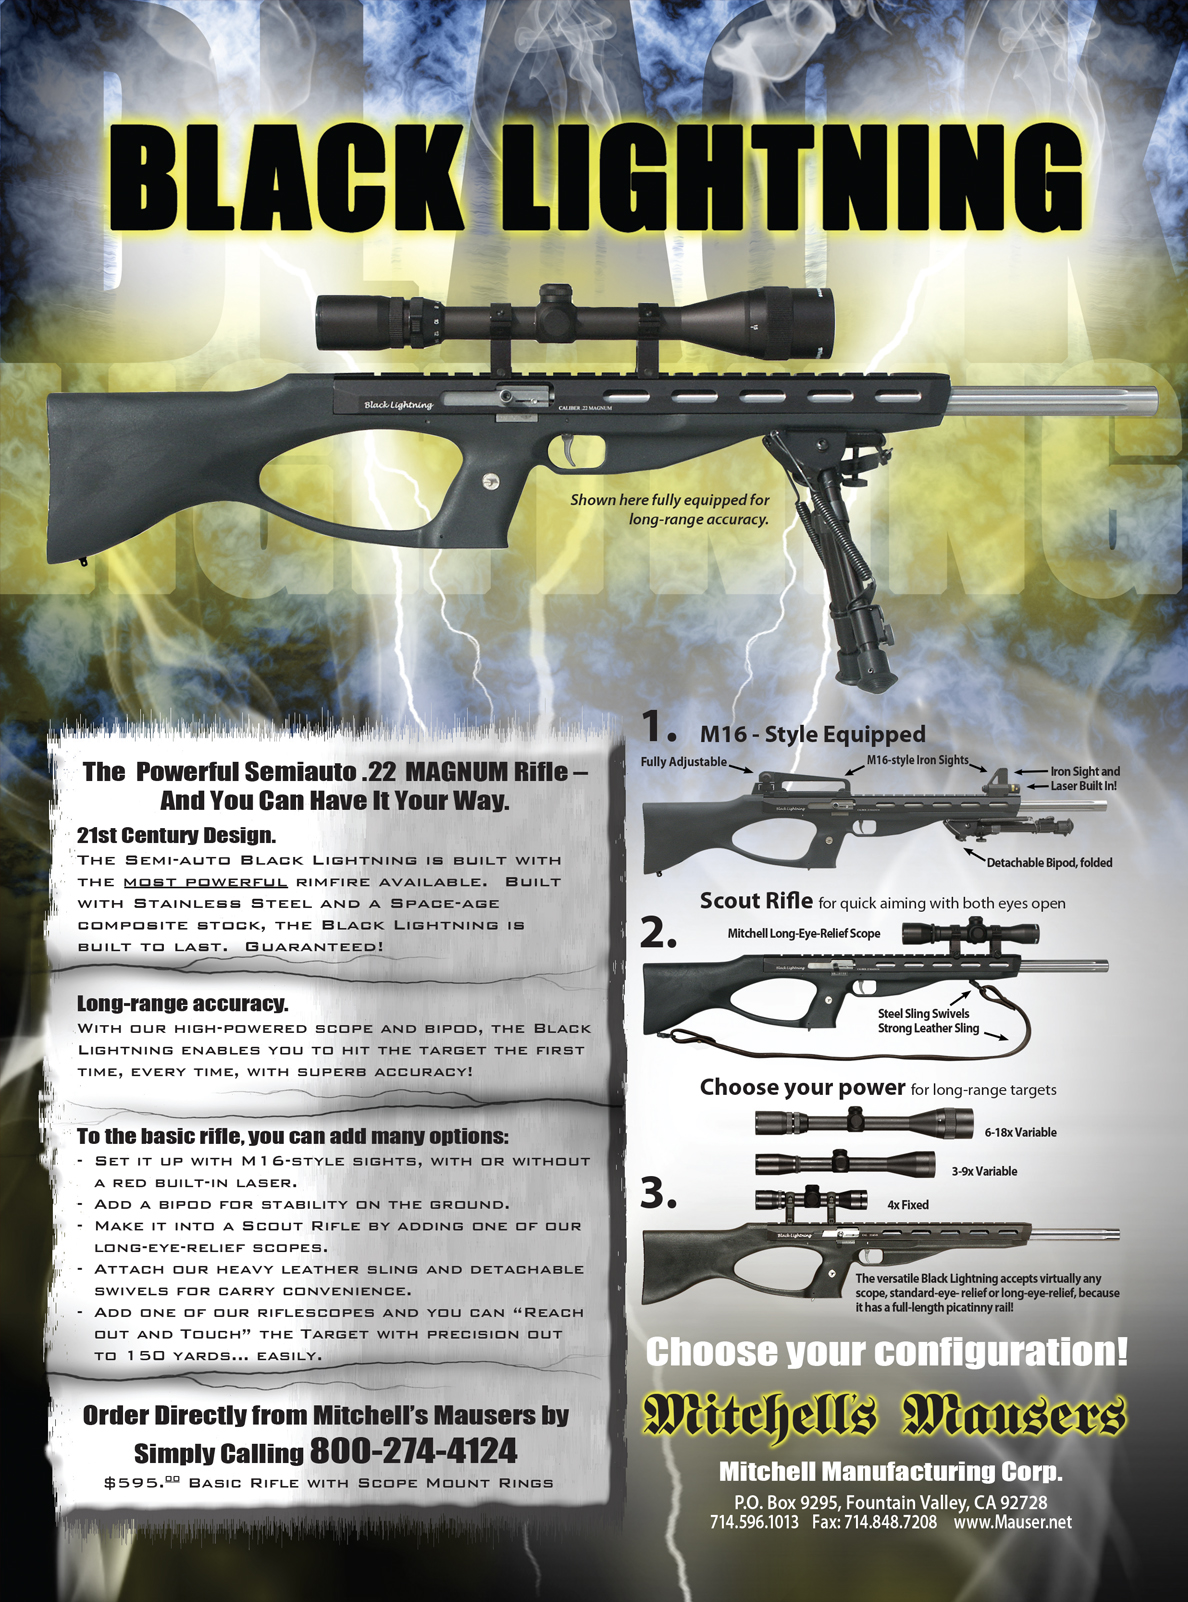 BLACK LIGHTNING
Black Lightning
CALIBER .22 MAGNUM
Shown here fully equipped for
long-range accuracy.
The Powerful Semiauto .22 MAGNUM Rifle –
And You Can Have It Your Way.
21st Century Design.
The Semi-auto Black Lightning is built with
the most powerful rimfire available. Built
with Stainless Steel and a Space-age
composite stock, the Black Lightning is
built to last. Guaranteed!
Long-range accuracy.
With our high-powered scope and bipod, the Black
Lightning enables you to hit the target the first
time, every time, with superb accuracy!
To the basic rifle, you can add many options:
- Set it up with M16-style sights, with or without
a red built-in laser.
- Add a bipod for stability on the ground.
- Make it into a Scout Rifle by adding one of our
long-eye-relief scopes.
- Attach our heavy leather sling and detachable
swivels for carry convenience.
- Add one of our riflescopes and you can “Reach
out and Touch” the Target with precision out
to 150 yards... easily.
Order Directly from Mitchell’s Mausers by
Simply Calling 800-274-4124
$595.00 Basic Rifle with Scope Mount Rings
1. M16 - Style Equipped
Fully Adjustable
M16-style Iron Sights
Iron Sight and
Laser Built In!
Black Lightning
Detachable Bipod, folded
Scout Rifle for quick aiming with both eyes open
2.
Mitchell Long-Eye-Relief Scope
Black Lightning
Steel Sling Swivels
Strong Leather Sling
Choose your power for long-range targets
6-18x Variable
3-9x Variable
3.
4x Fixed
Black Lightning
The versatile Black Lightning accepts virtually any
scope, standard-eye- relief or long-eye-relief, because
it has a full-length picatinny rail!
Choose your configuration!
Mitchell's Mausers
Mitchell Manufacturing Corp.
P.O. Box 9295, Fountain Valley, CA 92728
714.596.1013 Fax: 714.848.7208 www.Mauser.net